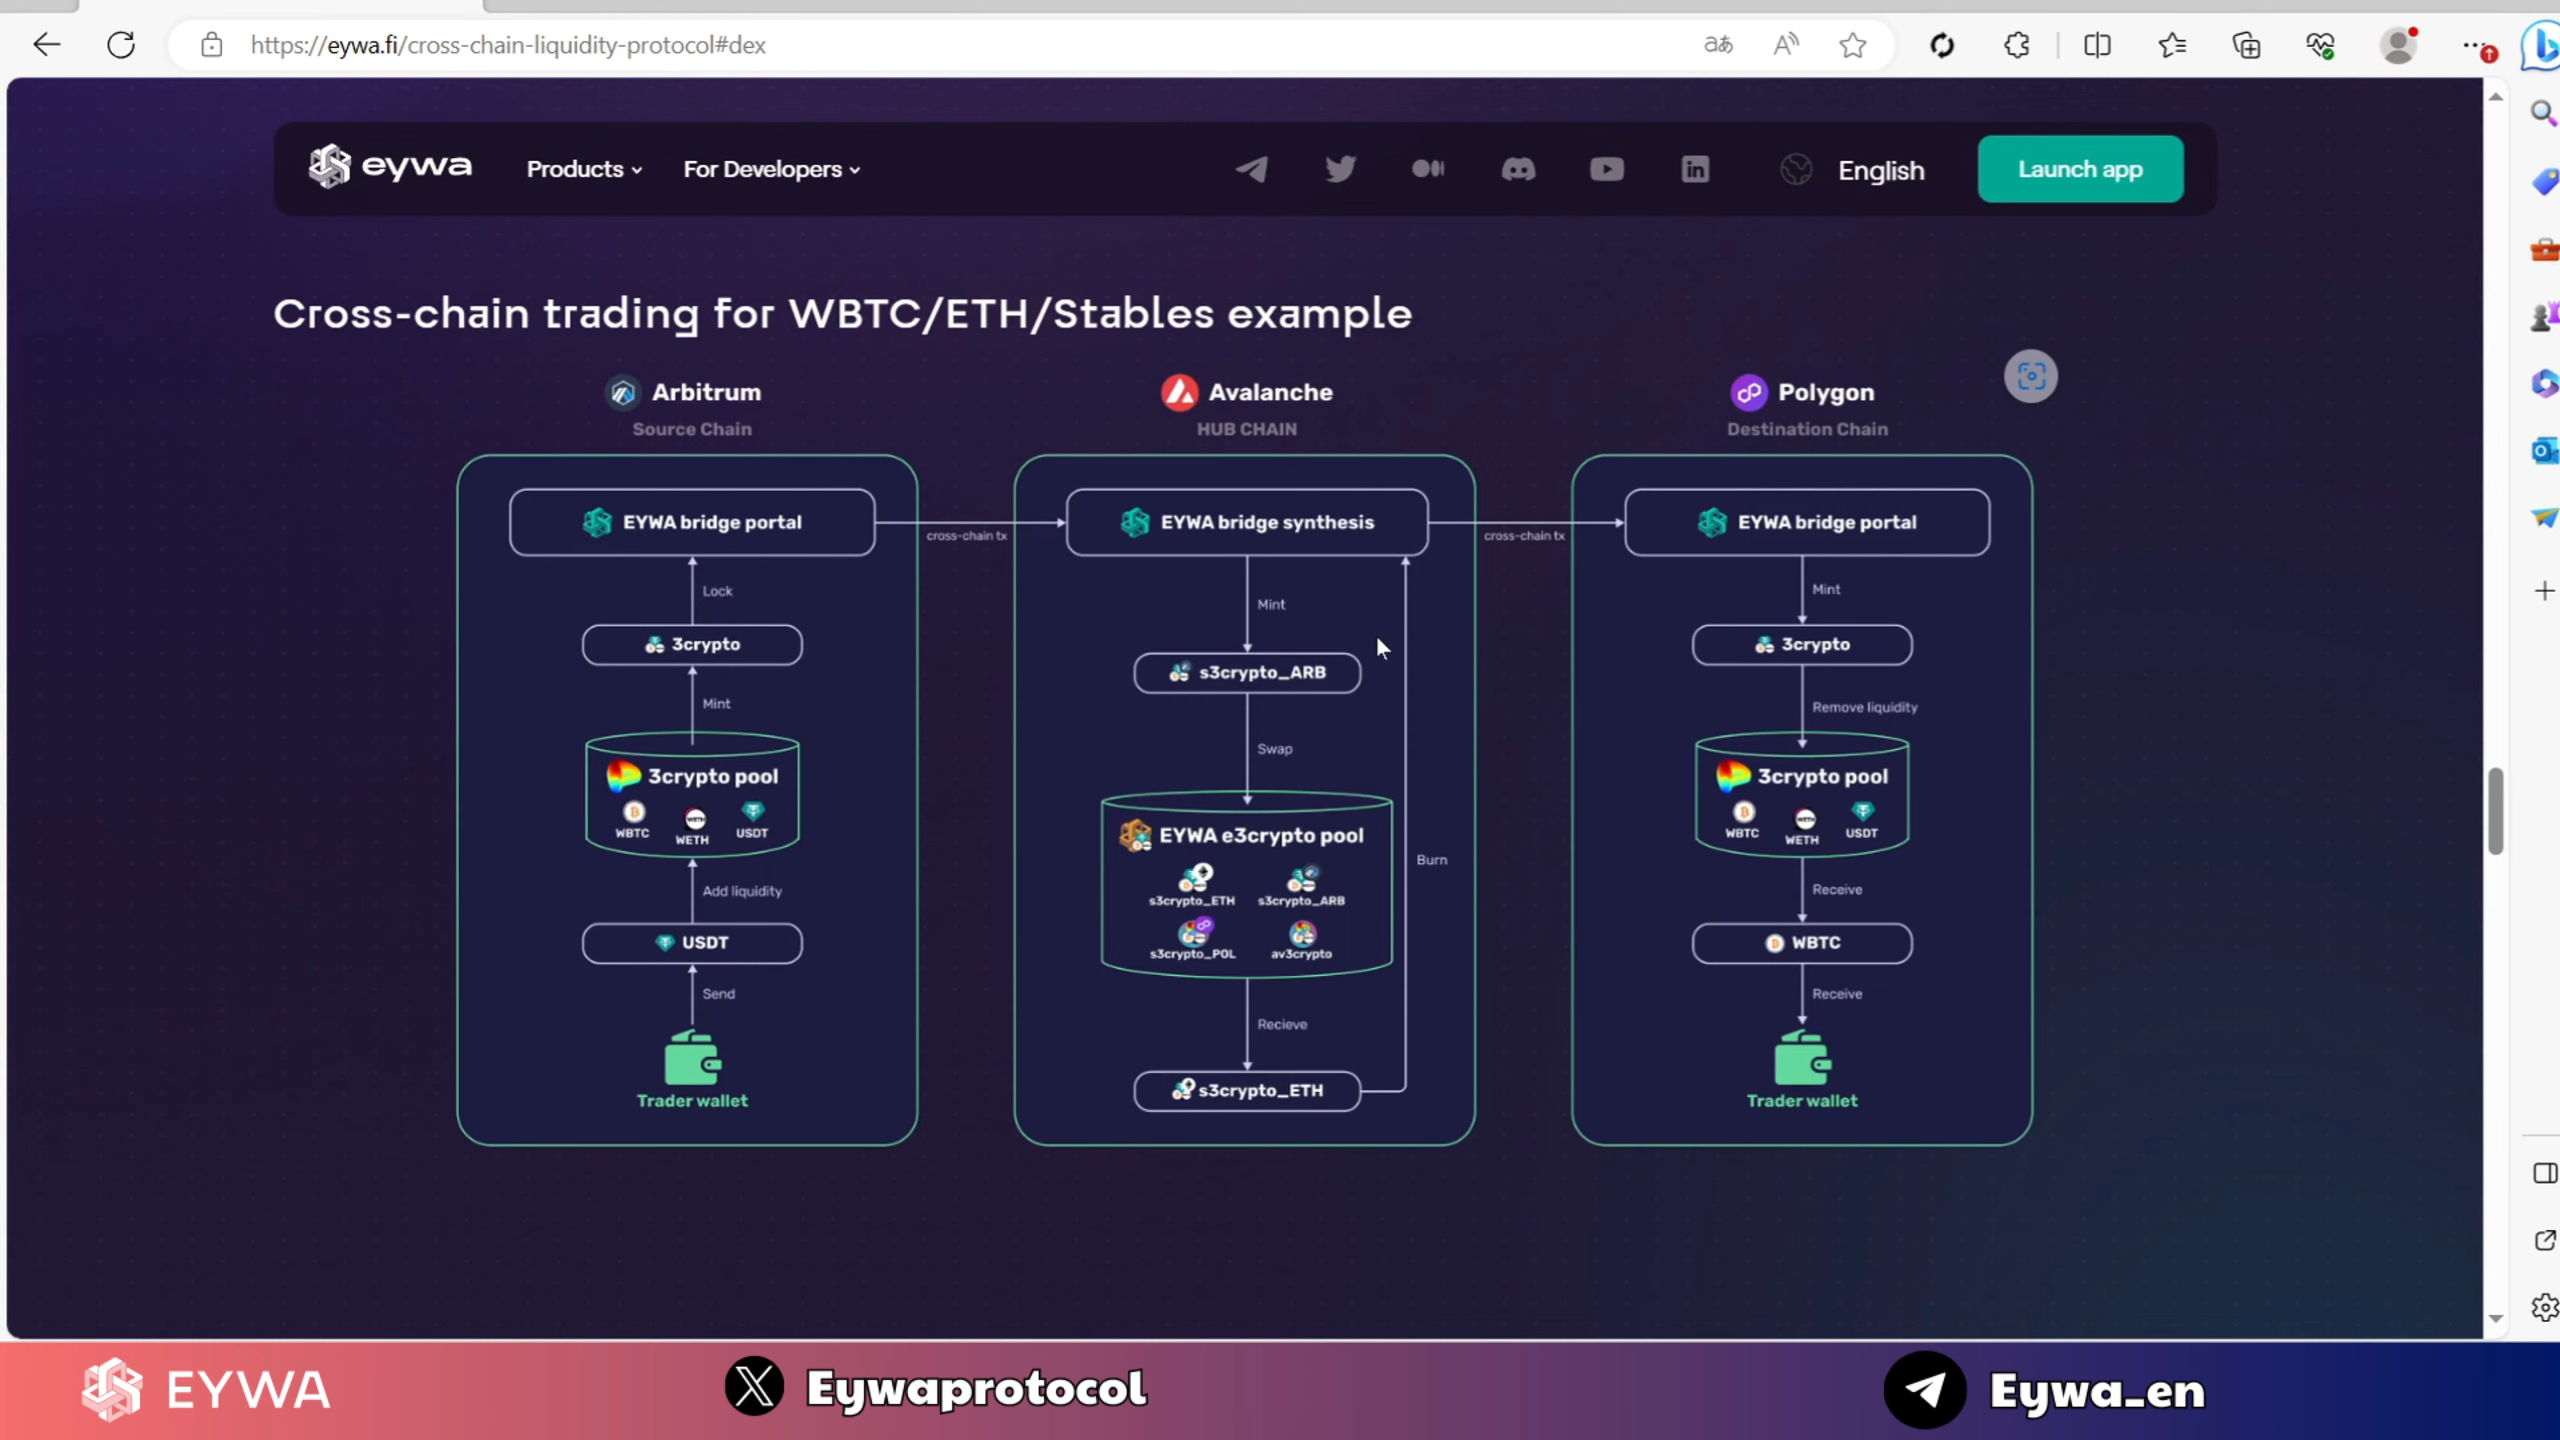 https://eywa.fi/cross-chain-liquidity-protocol#dex
eywa
Products
For Developers
English
Launch app
Cross-chain trading for WBTC/ETH/Stables example
Arbitrum
Source Chain
EYWA bridge portal
Lock
3crypto
Mint
3crypto pool
WBTC
WETH
USDT
Add liquidity
USDT
Send
Trader wallet
cross-chain tx
Avalanche
HUB CHAIN
EYWA bridge synthesis
Mint
s3crypto_ARB
Swap
EYWA e3crypto pool
s3crypto_ETH
s3crypto_ARB
s3crypto_POL
av3crypto
Burn
Recieve
s3crypto_ETH
cross-chain tx
Polygon
Destination Chain
EYWA bridge portal
Mint
3crypto
Remove liquidity
3crypto pool
WBTC
WETH
USDT
Receive
WBTC
Receive
Trader wallet
EYWA
Eywaprotocol
Eywa_en